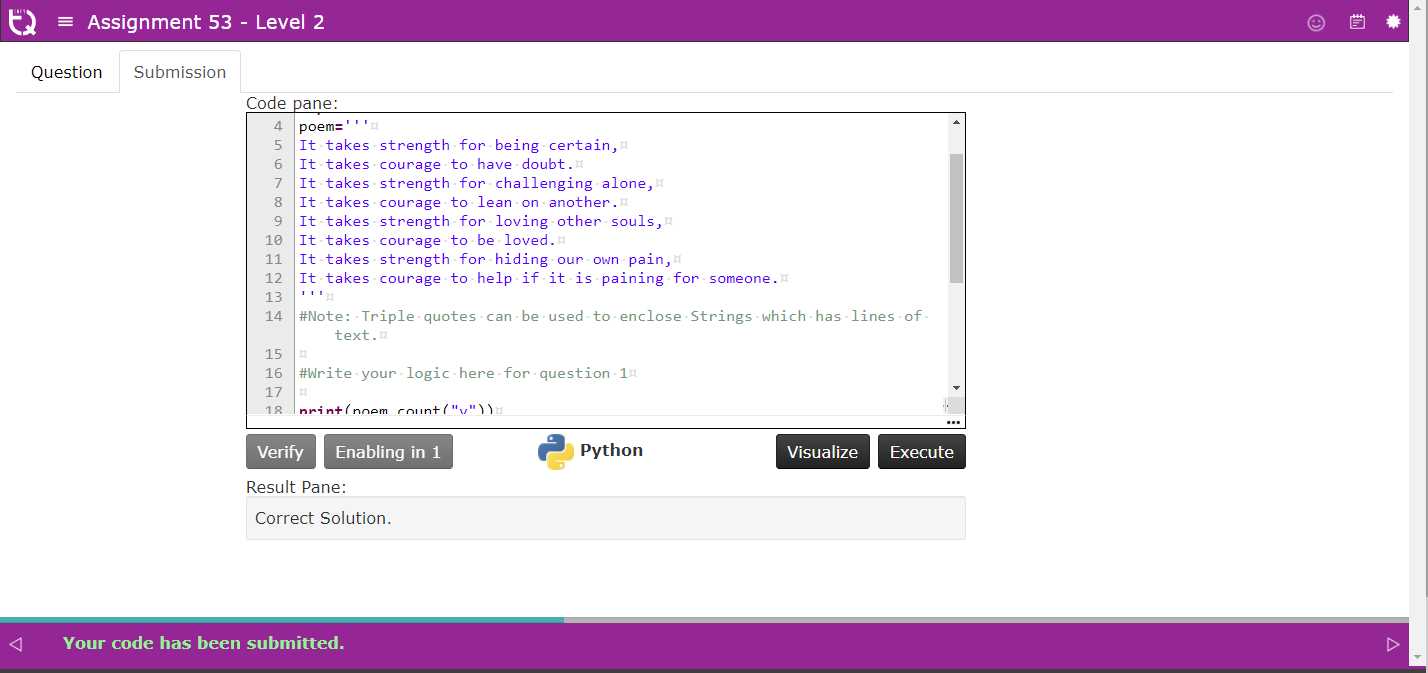 Assignment 53 - Level 2
Question Submission
Code pane:
4 poem='''
5 It takes strength for being certain,
6 It takes courage to have doubt.
7 It takes strength for challenging alone,
8 It takes courage to lean on another.
9 It takes strength for loving other souls,
10 It takes courage to be loved.
11 It takes strength for hiding our own pain,
12 It takes courage to help if it is paining for someone.
13 '''
14 #Note: Triple quotes can be used to enclose Strings which has lines of
text.
15
16 #Write your logic here for question 1
17
18 print(poem.count("v"))
Verify Enabling in 1 Python Visualize Execute
Result Pane:
Correct Solution.
Your code has been submitted.